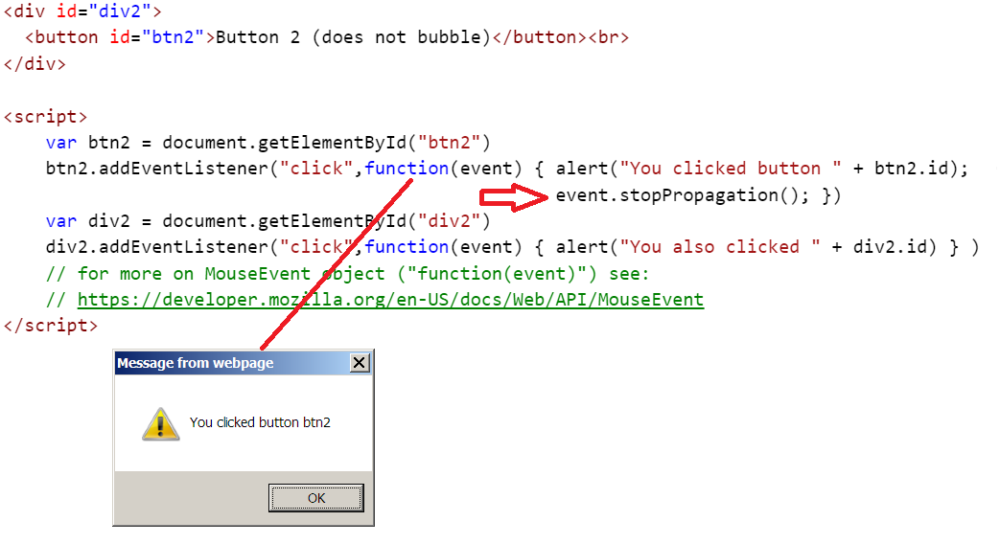 <div id="div2">
  <button id="btn2">Button 2 (does not bubble)</button><br>
</div>

<script>
    var btn2 = document.getElementById("btn2")
    btn2.addEventListener("click",function(event) { alert("You clicked button " + btn2.id);
                                                    event.stopPropagation(); })
    var div2 = document.getElementById("div2")
    div2.addEventListener("click",function(event) { alert("You also clicked " + div2.id) } )
    // for more on MouseEvent object ("function(event)") see:
    // https://developer.mozilla.org/en-US/docs/Web/API/MouseEvent
</script>
Message from webpage
You clicked button btn2
OK